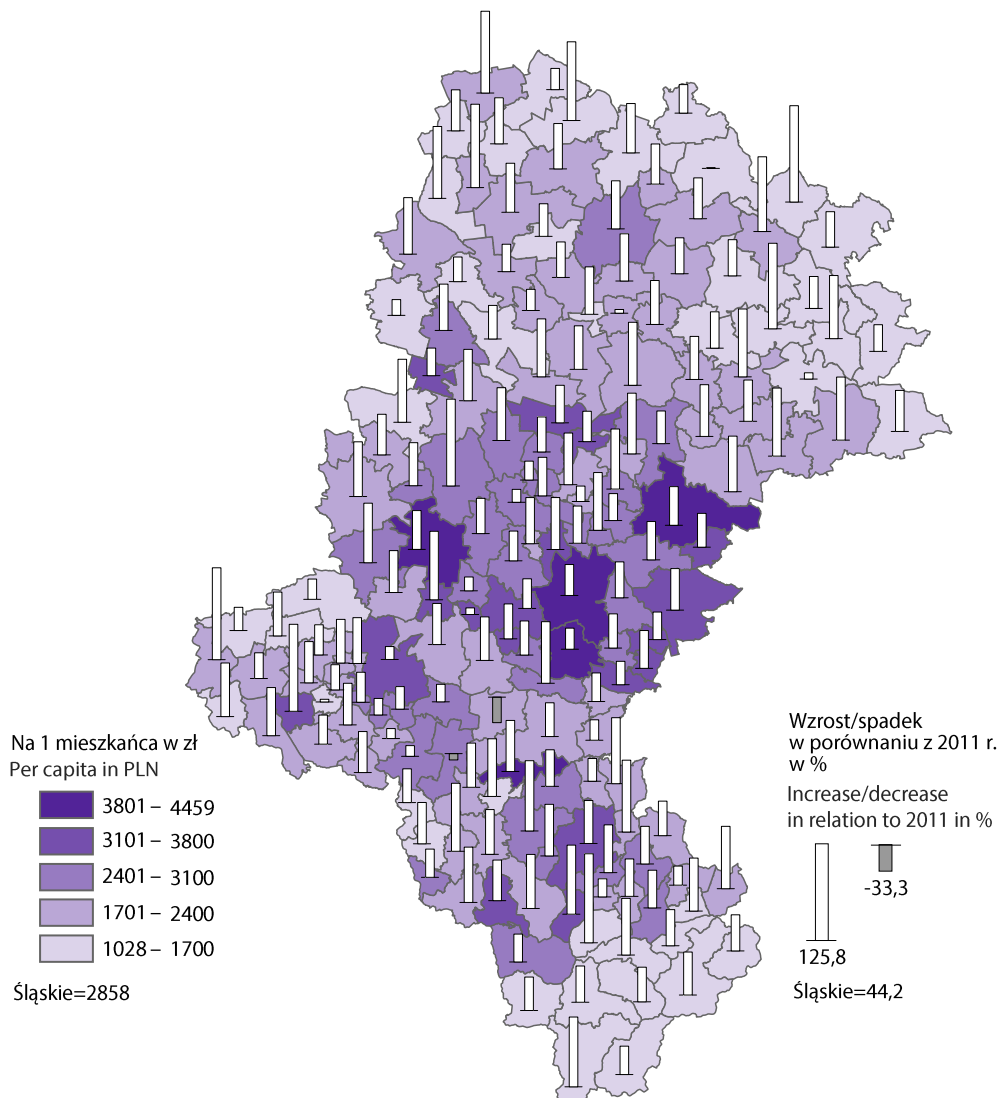 Na 1 mieszkańca w zł
Per capita in PLN
3801 – 4459
3101 – 3800
2401 – 3100
1701 – 2400
1028 – 1700
Śląskie=2858
Wzrost/spadek
w porównaniu z 2011 r.
w %
Increase/decrease
in relation to 2011 in %
-33,3
125,8
Śląskie=44,2